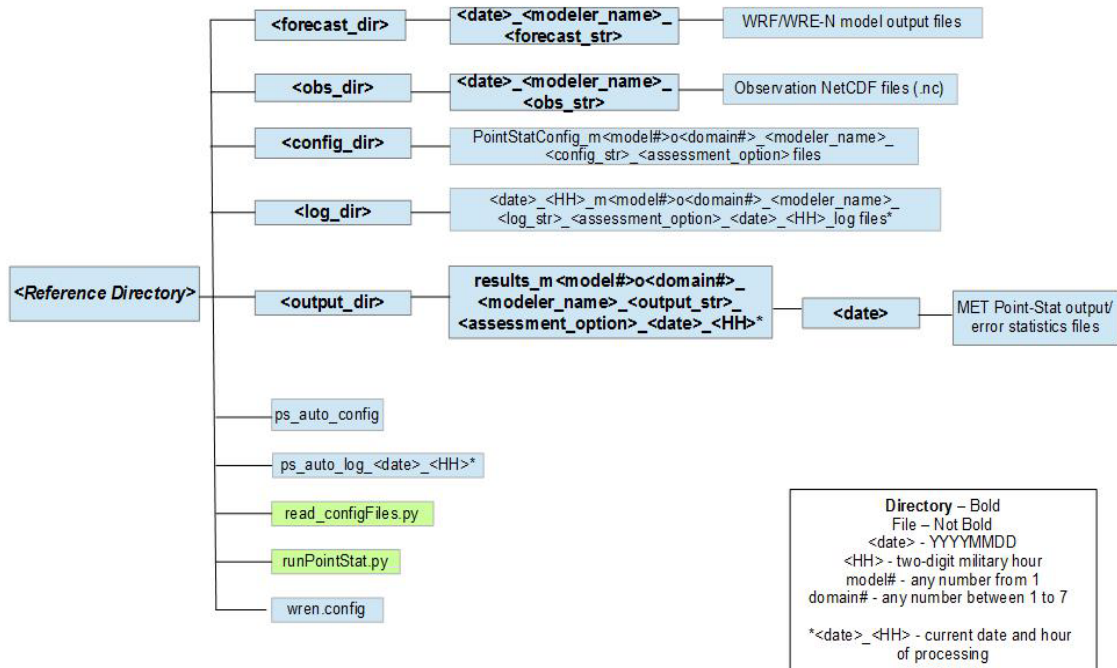 <forecast_dir>
<date>_<modeler_name>_
<forecast_str>
WRF/WRE-N model output files
<obs_dir>
<date>_<modeler_name>_
<obs_str>
Observation NetCDF files (.nc)
<config_dir>
PointStatConfig_m<model#>o<domain#>_<modeler_name>_
<config_str>_<assessment_option> files
<log_dir>
<date>_<HH>_m<model#>o<domain#>_<modeler_name>_
<log_str>_<assessment_option>_<date>_<HH>_log files*
<Reference Directory>
<output_dir>
results_m<model#>o<domain#>_
<modeler_name>_<output_str>
_<assessment_option>_<date>_<HH>*
<date>
MET Point-Stat output/
error statistics files
ps_auto_config
ps_auto_log_<date>_<HH>*
read_configFiles.py
runPointStat.py
wren.config
Directory – Bold
File – Not Bold
<date> - YYYYMMDD
<HH> - two-digit military hour
model# - any number from 1
domain# - any number between 1 to 7
*<date>_<HH> - current date and hour
of processing